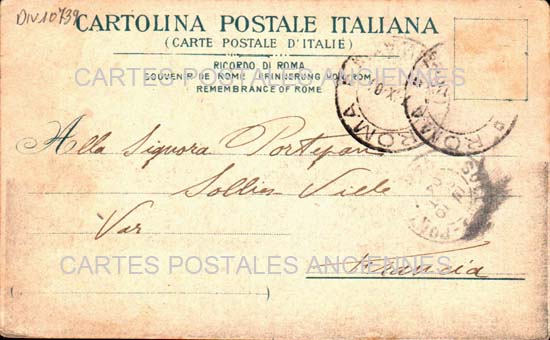 DIV10739
CARTOLINA POSTALE ITALIANA
(CARTE POSTALE D'ITALIE)
RICORDO DI ROMA
SOUVENIR DE ROME ERINNERUNG VON ROM
REMEMBRANCE OF ROME
CARTES POSTALES ANCIENNES
ROMA
ROMA
Alla Signora Portepan
Sollies Ville
Var
Francia
CARTES POSTALES ANCIENNES